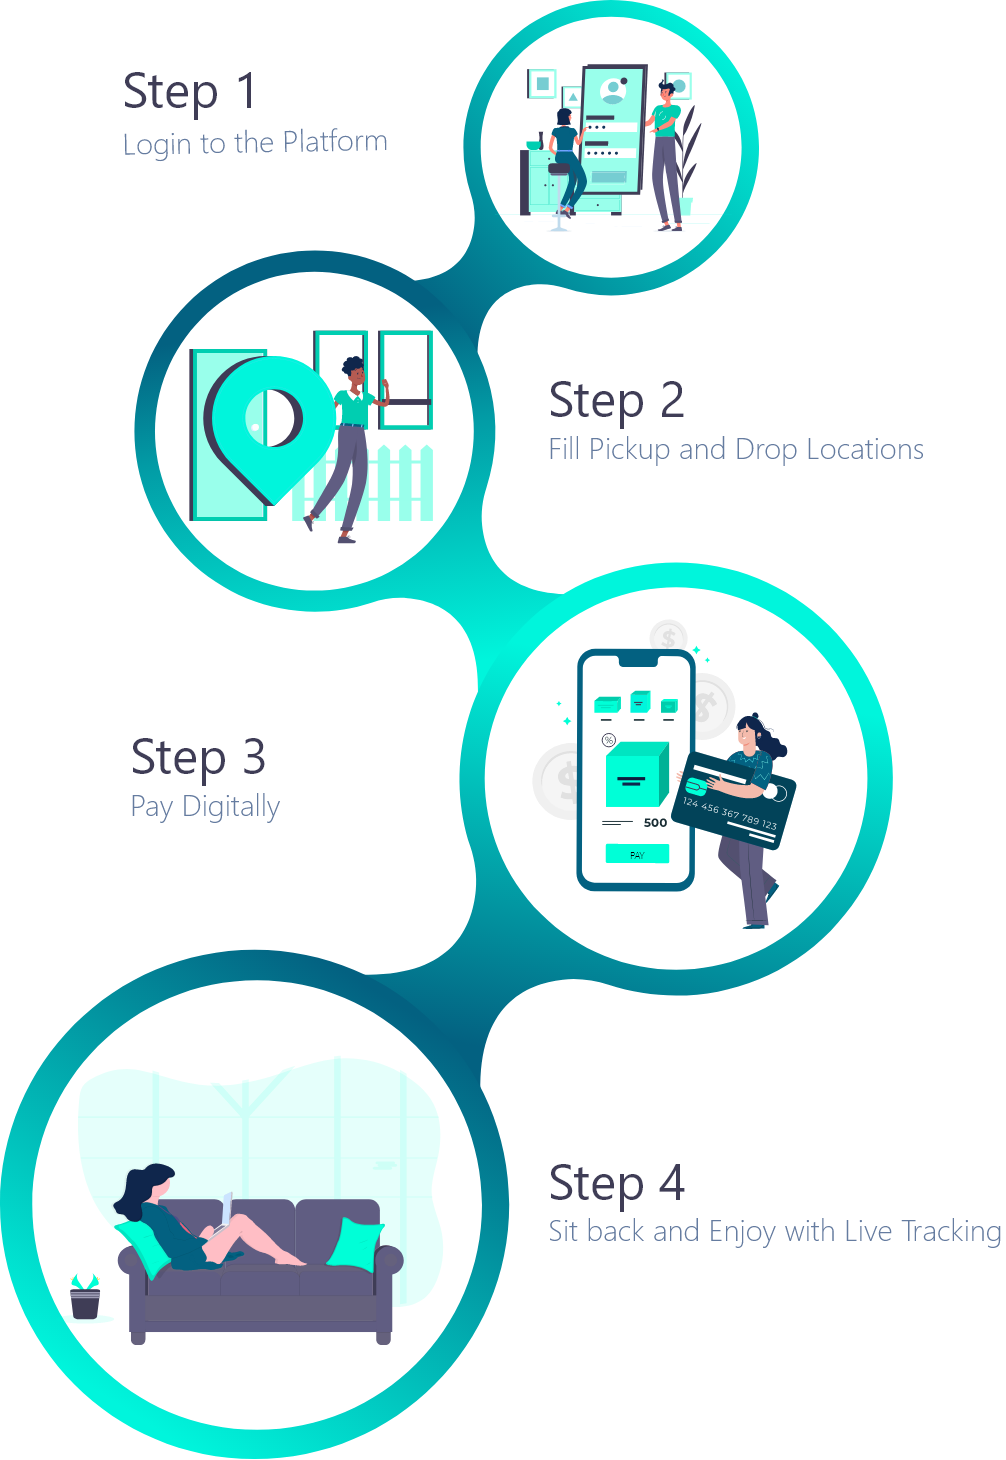 Step 1
Login to the Platform
Step 2
Fill Pickup and Drop Locations
$
$
$
%
500
PAY
124 456 367 789 123
Step 3
Pay Digitally
Step 4
Sit back and Enjoy with Live Tracking